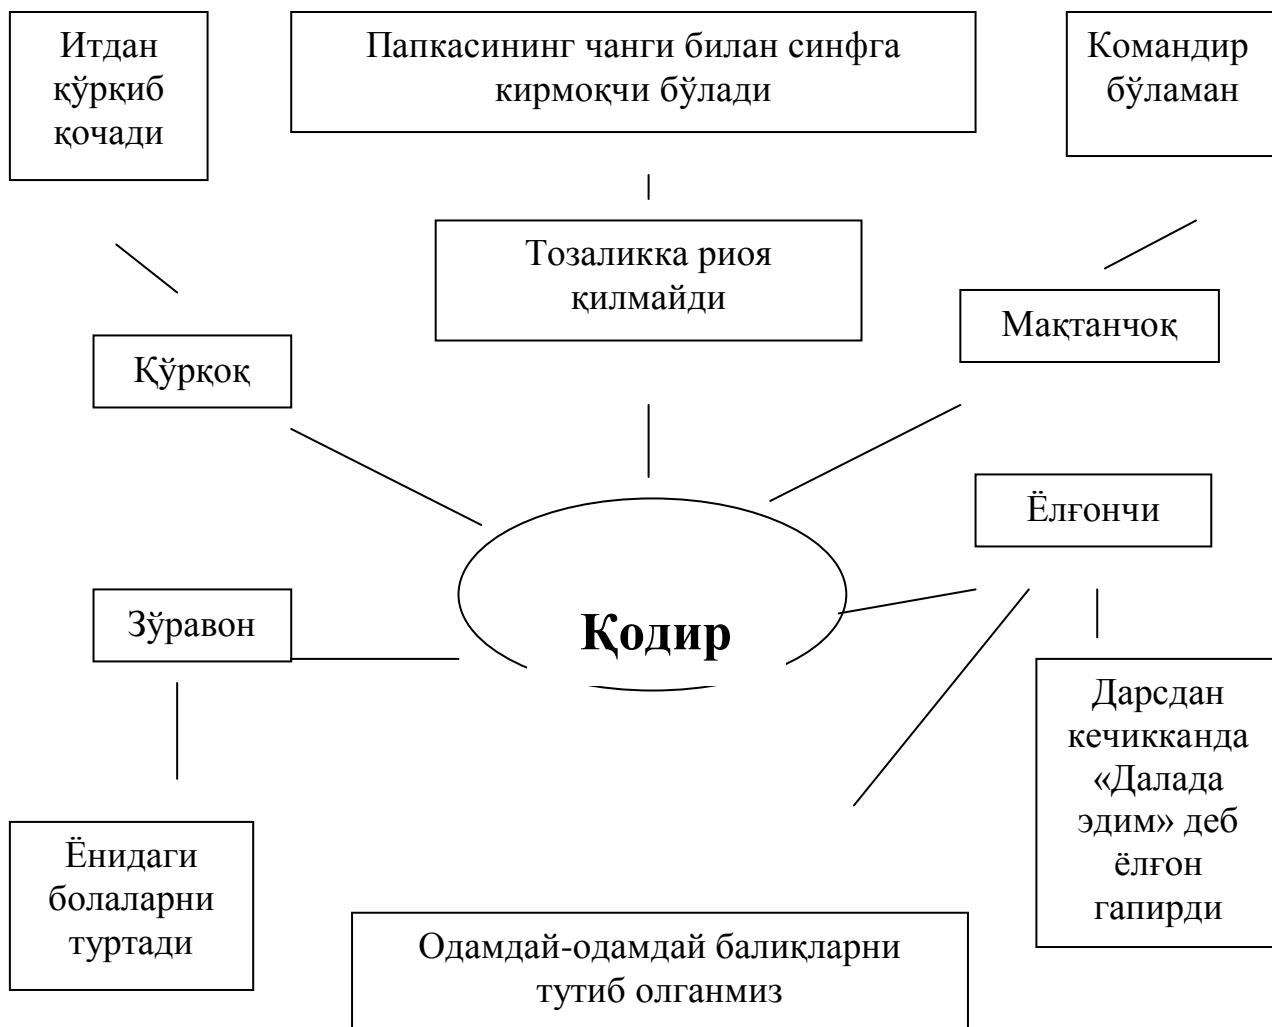 Итдан
қўрқиб
қочади
Папкасининг чанги билан синфга
кирмоқчи бўлади
Командир
бўламан
Тозаликка риоя
қилмайди
Мақтанчоқ
Қўрқоқ
Ёлғончи
Зўравон
Қодир
Дарсдан
кечикканда
«Далада
эдим» деб
ёлғон
гапирди
Ёнидаги
болаларни
туртади
Одамдай-одамдай балиқларни
тутиб олганмиз